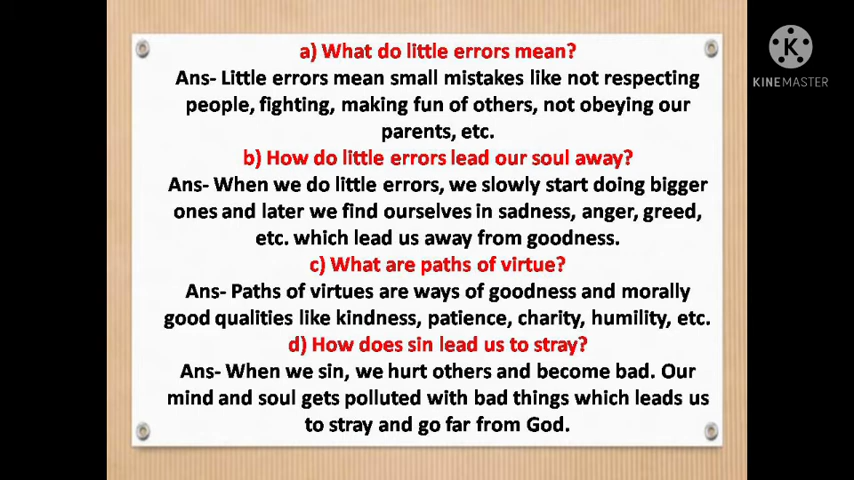 a) What do little errors mean?
Ans- Little errors mean small mistakes like not respecting
people, fighting, making fun of others, not obeying our
parents, etc.
b) How do little errors lead our soul away?
Ans- When we do little errors, we slowly start doing bigger
ones and later we find ourselves in sadness, anger, greed,
etc. which lead us away from goodness.
c) What are paths of virtue?
Ans- Paths of virtues are ways of goodness and morally
good qualities like kindness, patience, charity, humility, etc.
d) How does sin lead us to stray?
Ans- When we sin, we hurt others and become bad. Our
mind and soul gets polluted with bad things which leads us
to stray and go far from God.
K
KINEMASTER